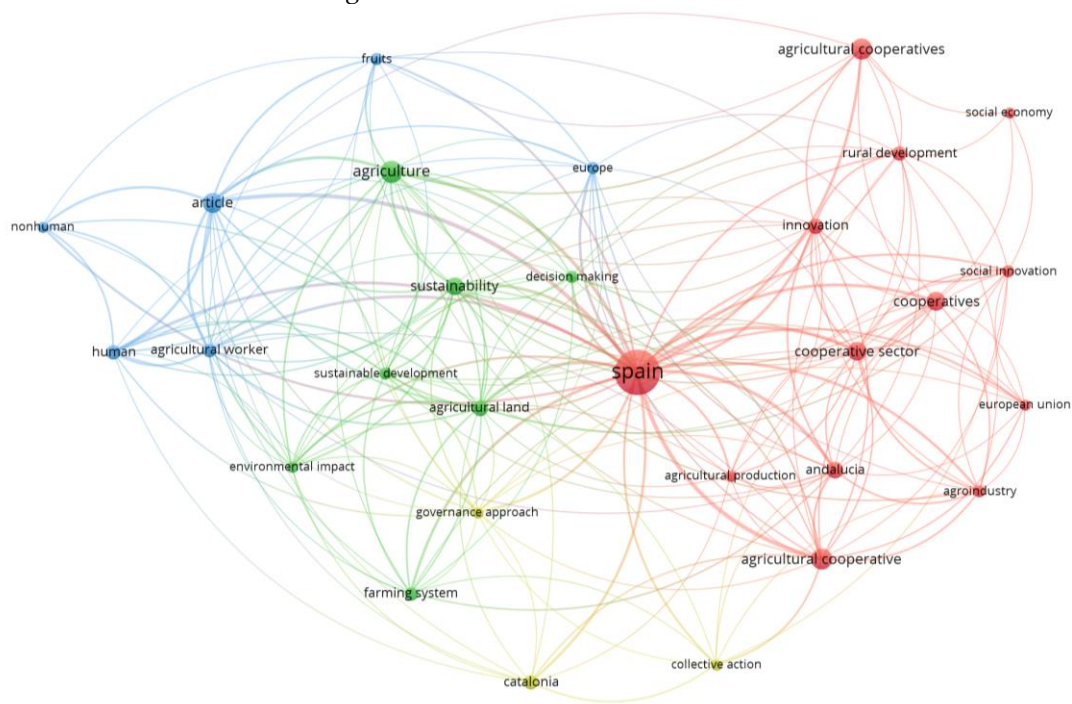 fruits
agricultural cooperatives
social economy
rural development
agriculture
europe
article
nonhuman
innovation
decision making
social innovation
sustainability
cooperatives
human
agricultural worker
cooperative sector
sustainable development
spain
agricultural land
european union
environmental impact
agricultural production
andalucia
agroindustry
governance approach
agricultural cooperative
farming system
collective action
catalonia